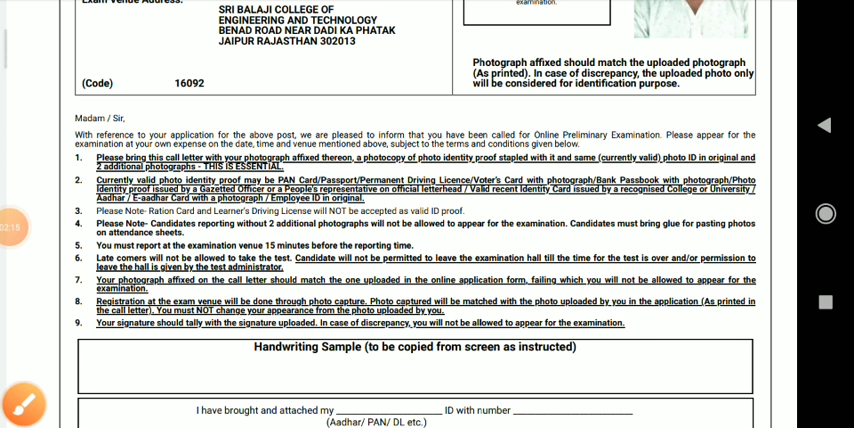 examination.
SRI BALAJI COLLEGE OF
ENGINEERING AND TECHNOLOGY
BENAD ROAD NEAR DADI KA PHATAK
JAIPUR RAJASTHAN 302013
Photograph affixed should match the uploaded photograph
(As printed). In case of discrepancy, the uploaded photo only
will be considered for identification purpose.
(Code) 16092
Madam / Sir,
With reference to your application for the above post, we are pleased to inform that you have been called for Online Preliminary Examination. Please appear for the
examination at your own expense on the date, time and venue mentioned above, subject to the terms and conditions given below.
1. Please bring this call letter with your photograph affixed thereon, a photocopy of photo identity proof stapled with it and same (currently valid) photo ID in original and
2 additional photographs - THIS IS ESSENTIAL.
2. Currently valid photo identity proof may be PAN Card/Passport/Permanent Driving Licence/Voter's Card with photograph/Bank Passbook with photograph/Photo
Identity proof issued by a Gazetted Officer or a People's representative on official letterhead / Valid recent Identity Card issued by a recognised College or University /
Aadhar / E-aadhar Card with a photograph / Employee ID in original.
3. Please Note- Ration Card and Learner's Driving License will NOT be accepted as valid ID proof.
4. Please Note- Candidates reporting without 2 additional photographs will not be allowed to appear for the examination. Candidates must bring glue for pasting photos
on attendance sheets.
5. You must report at the examination venue 15 minutes before the reporting time.
6. Late comers will not be allowed to take the test. Candidate will not be permitted to leave the examination hall till the time for the test is over and/or permission to
leave the hall is given by the test administrator.
7. Your photograph affixed on the call letter should match the one uploaded in the online application form, failing which you will not be allowed to appear for the
examination.
8. Registration at the exam venue will be done through photo capture. Photo captured will be matched with the photo uploaded by you in the application (As printed in
the call letter). You must NOT change your appearance from the photo uploaded by you.
9. Your signature should tally with the signature uploaded. In case of discrepancy, you will not be allowed to appear for the examination.
02:15
Handwriting Sample (to be copied from screen as instructed)
I have brought and attached my ____________________ ID with number ________________________
(Aadhar/ PAN/ DL etc.)